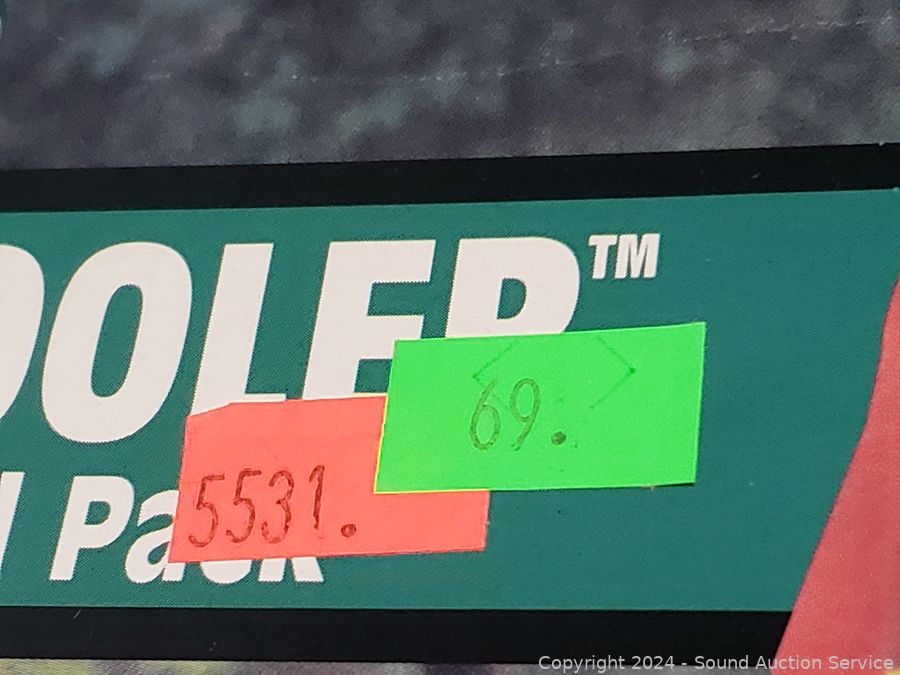 OOLER™
Pack
69.
5531.
Copyright © 2024 - Sound Auction Service